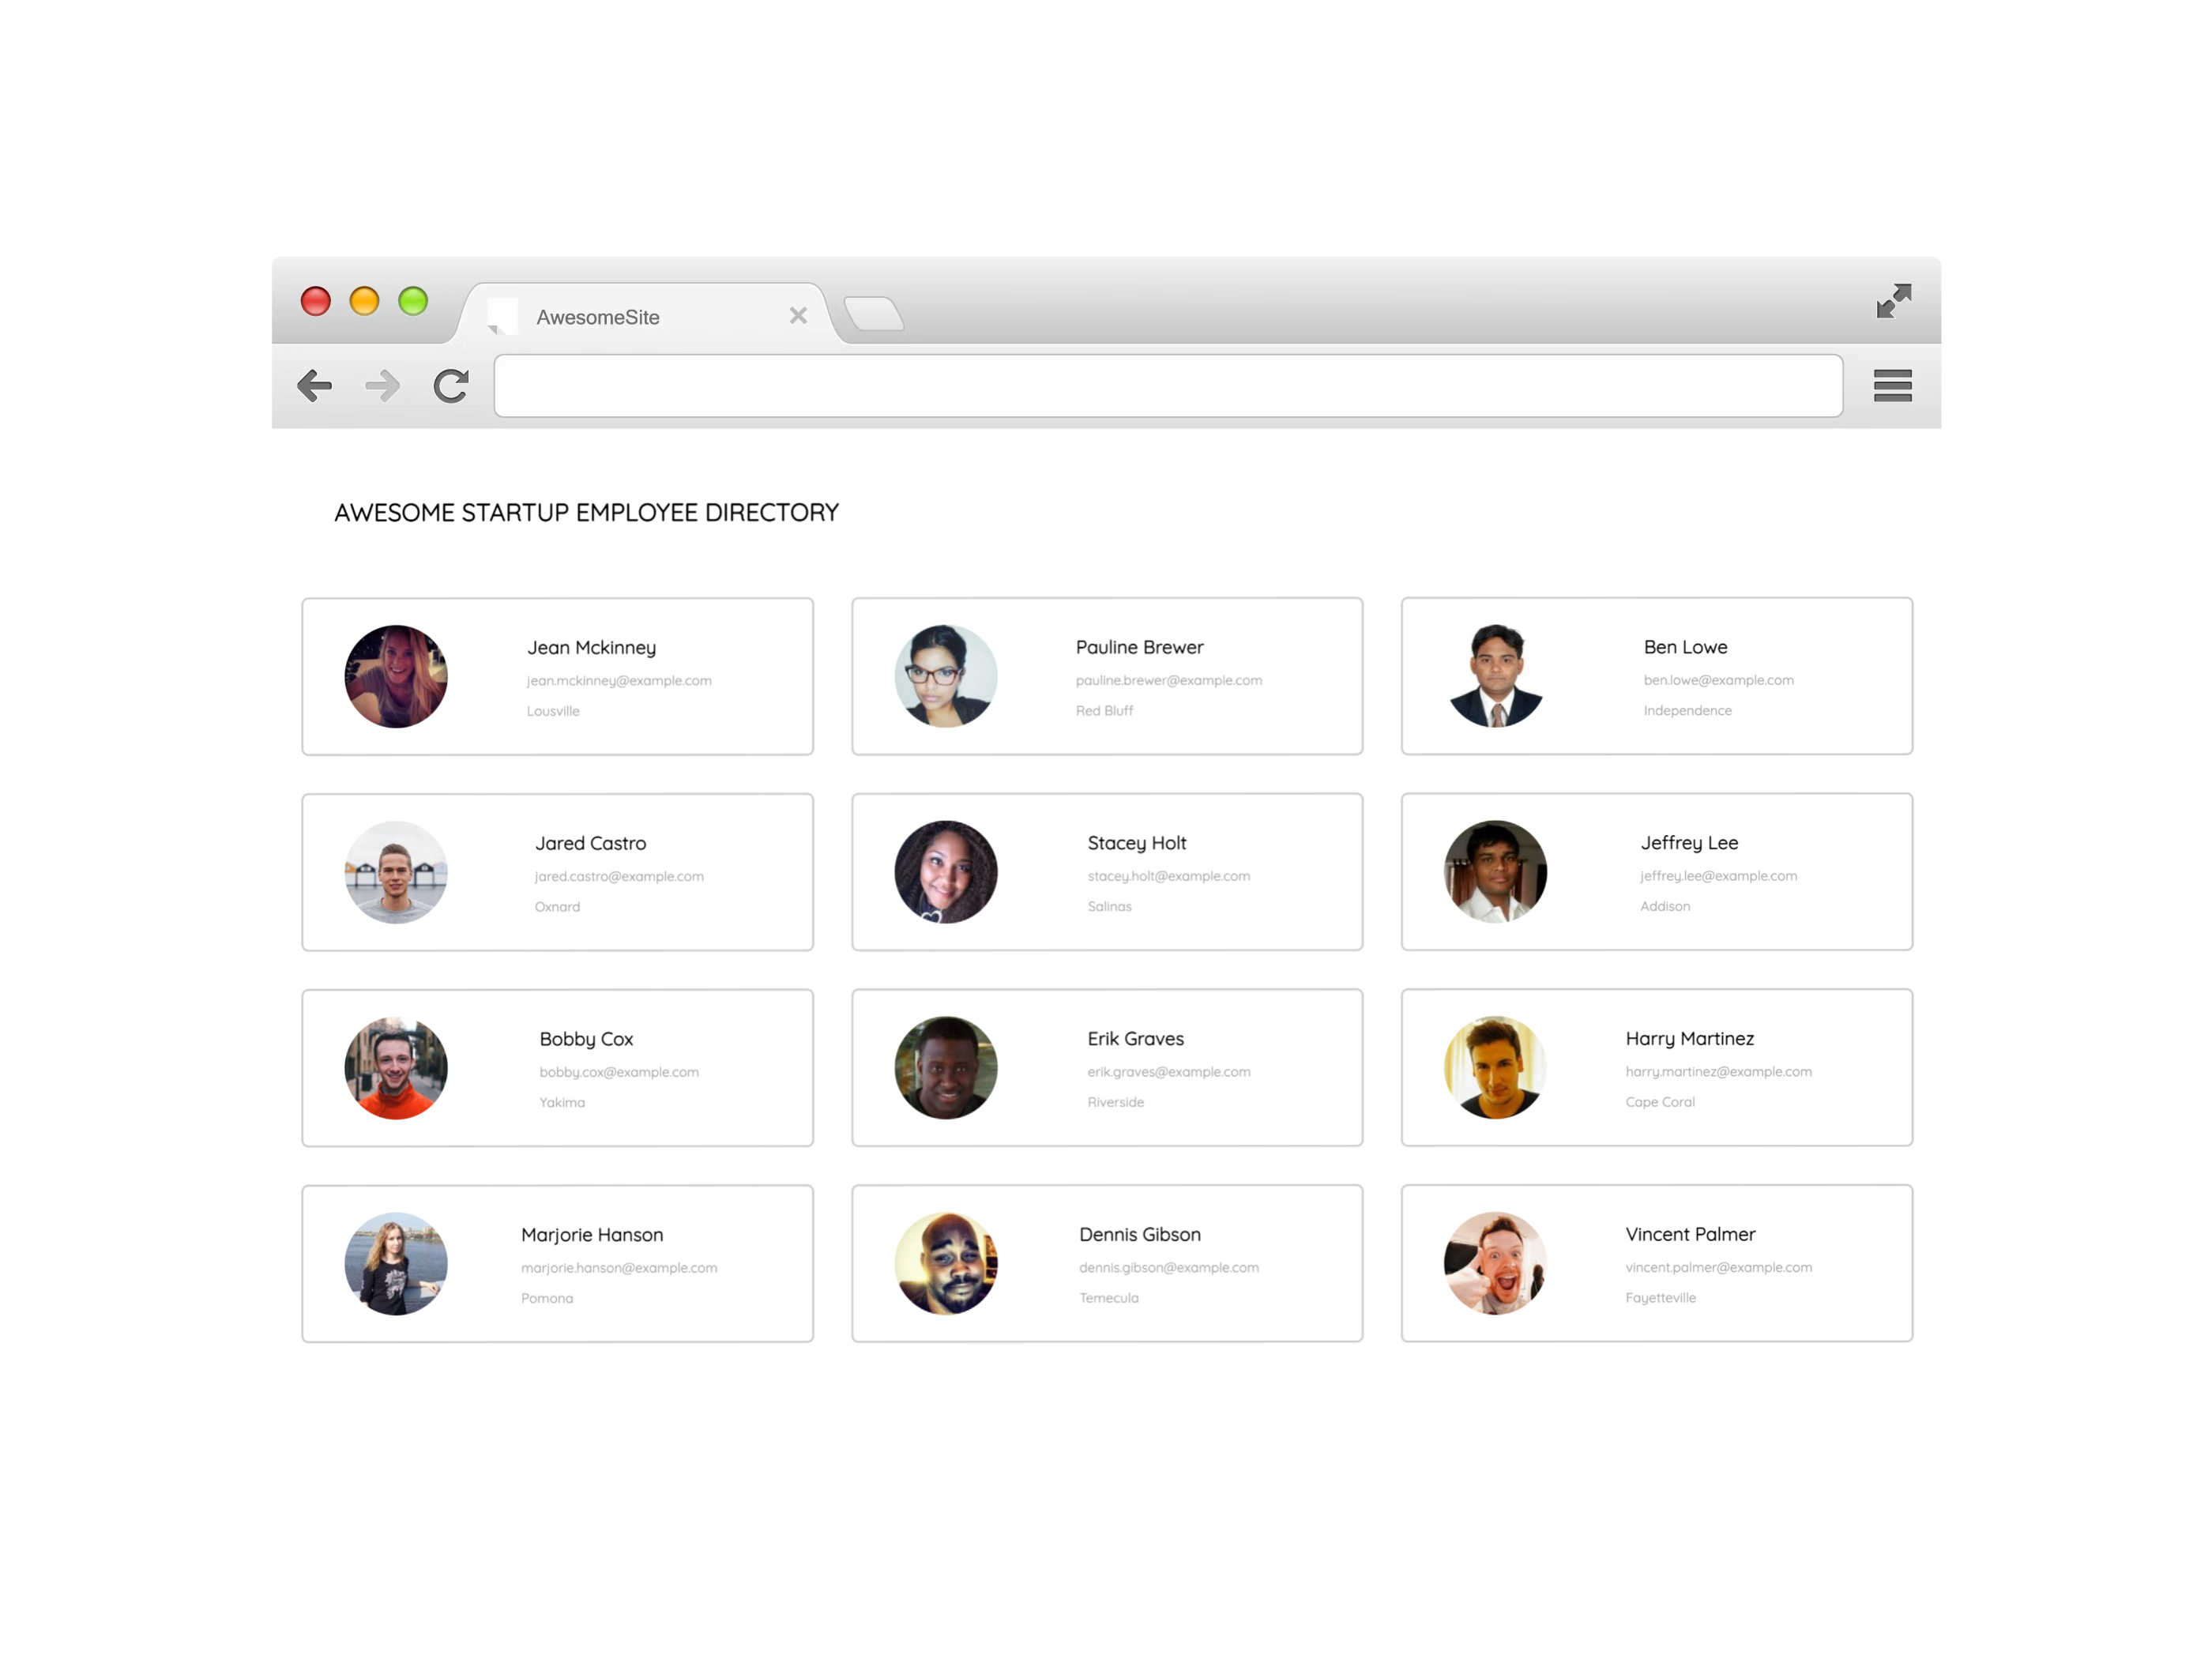 AwesomeSite
AWESOME STARTUP EMPLOYEE DIRECTORY
Jean Mckinney
jean.mckinney@example.com
Lousville
Pauline Brewer
pauline.brewer@example.com
Red Bluff
Ben Lowe
ben.lowe@example.com
Independence
Jared Castro
jared.castro@example.com
Oxnard
Stacey Holt
stacey.holt@example.com
Salinas
Jeffrey Lee
jeffrey.lee@example.com
Addison
Bobby Cox
bobby.cox@example.com
Yakima
Erik Graves
erik.graves@example.com
Riverside
Harry Martinez
harry.martinez@example.com
Cape Coral
Marjorie Hanson
marjorie.hanson@example.com
Pomona
Dennis Gibson
dennis.gibson@example.com
Temecula
Vincent Palmer
vincent.palmer@example.com
Fayetteville